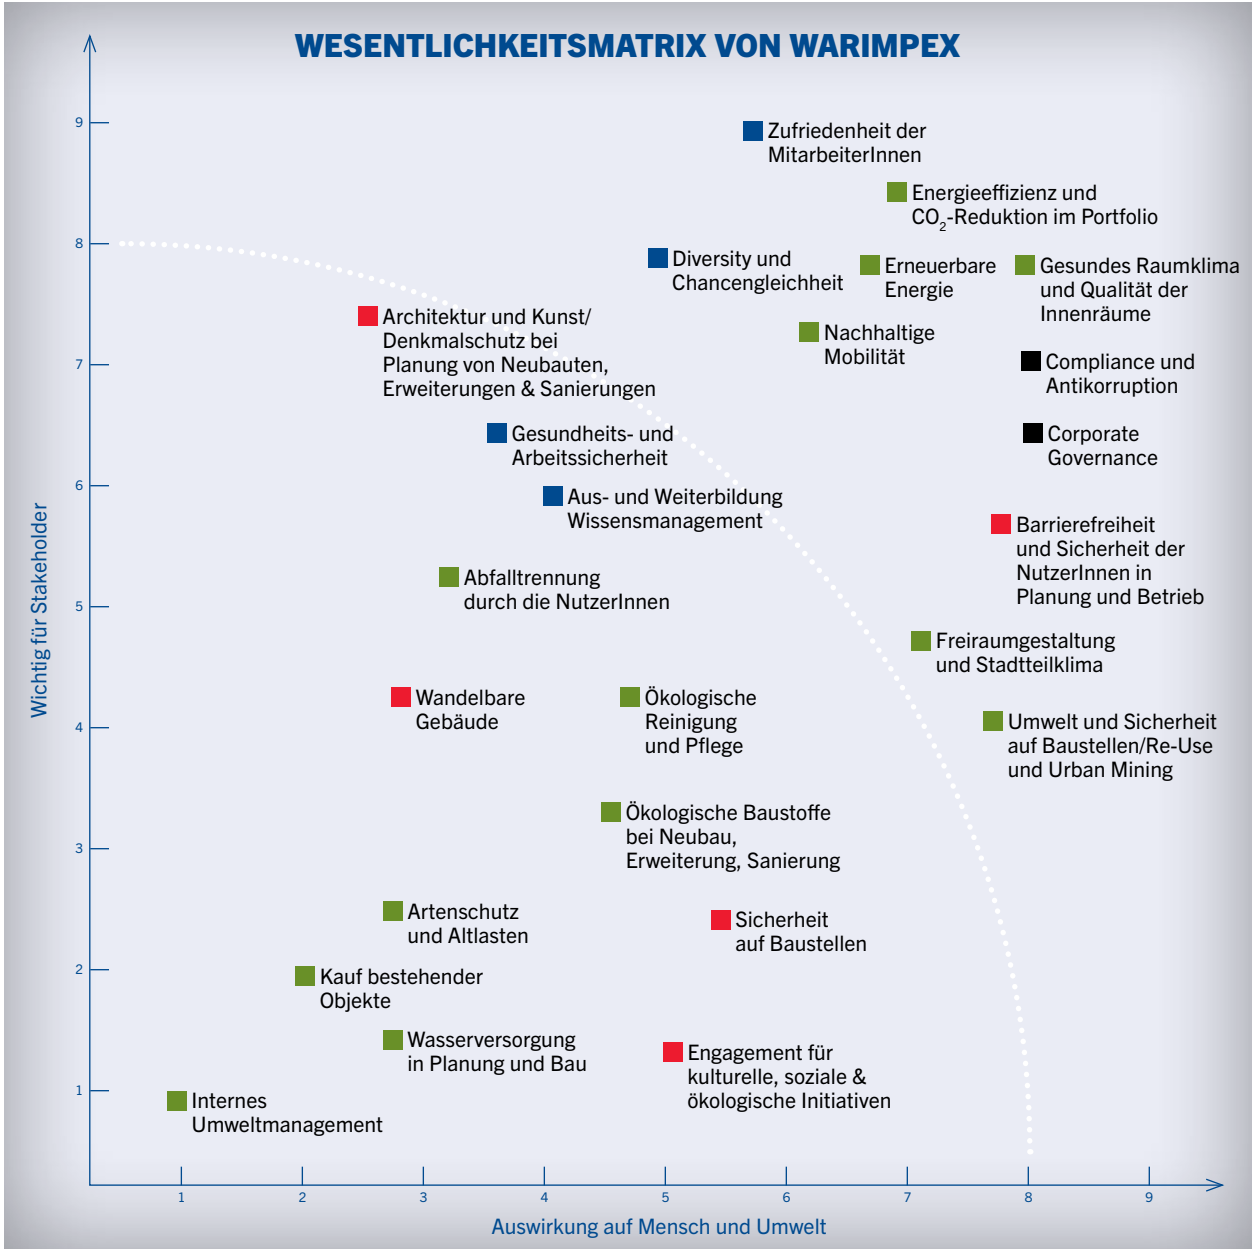 WESENTLICHKEITSMATRIX VON WARIMPEX
9
Zufriedenheit der
MitarbeiterInnen
Energieeffizienz und
CO₂-Reduktion im Portfolio
8
Diversity und
Chancengleichheit
Erneuerbare
Energie
Gesundes Raumklima
und Qualität der
Innenräume
Architektur und Kunst/
Denkmalschutz bei
Planung von Neubauten,
Erweiterungen & Sanierungen
Nachhaltige
Mobilität
7
Compliance und
Antikorruption
Gesundheits- und
Arbeitssicherheit
Corporate
Governance
6
Aus- und Weiterbildung
Wissensmanagement
Barrierefreiheit
und Sicherheit der
NutzerInnen in
Planung und Betrieb
Wichtig für Stakeholder
Abfalltrennung
durch die NutzerInnen
5
Freiraumgestaltung
und Stadtteilklima
Wandelbare
Gebäude
Ökologische
Reinigung
und Pflege
4
Umwelt und Sicherheit
auf Baustellen/Re-Use
und Urban Mining
Ökologische Baustoffe
bei Neubau,
Erweiterung, Sanierung
3
Artenschutz
und Altlasten
Sicherheit
auf Baustellen
2
Kauf bestehender
Objekte
Wasserversorgung
in Planung und Bau
Engagement für
kulturelle, soziale &
ökologische Initiativen
1
Internes
Umweltmanagement
1 2 3 4 5 6 7 8 9
Auswirkung auf Mensch und Umwelt